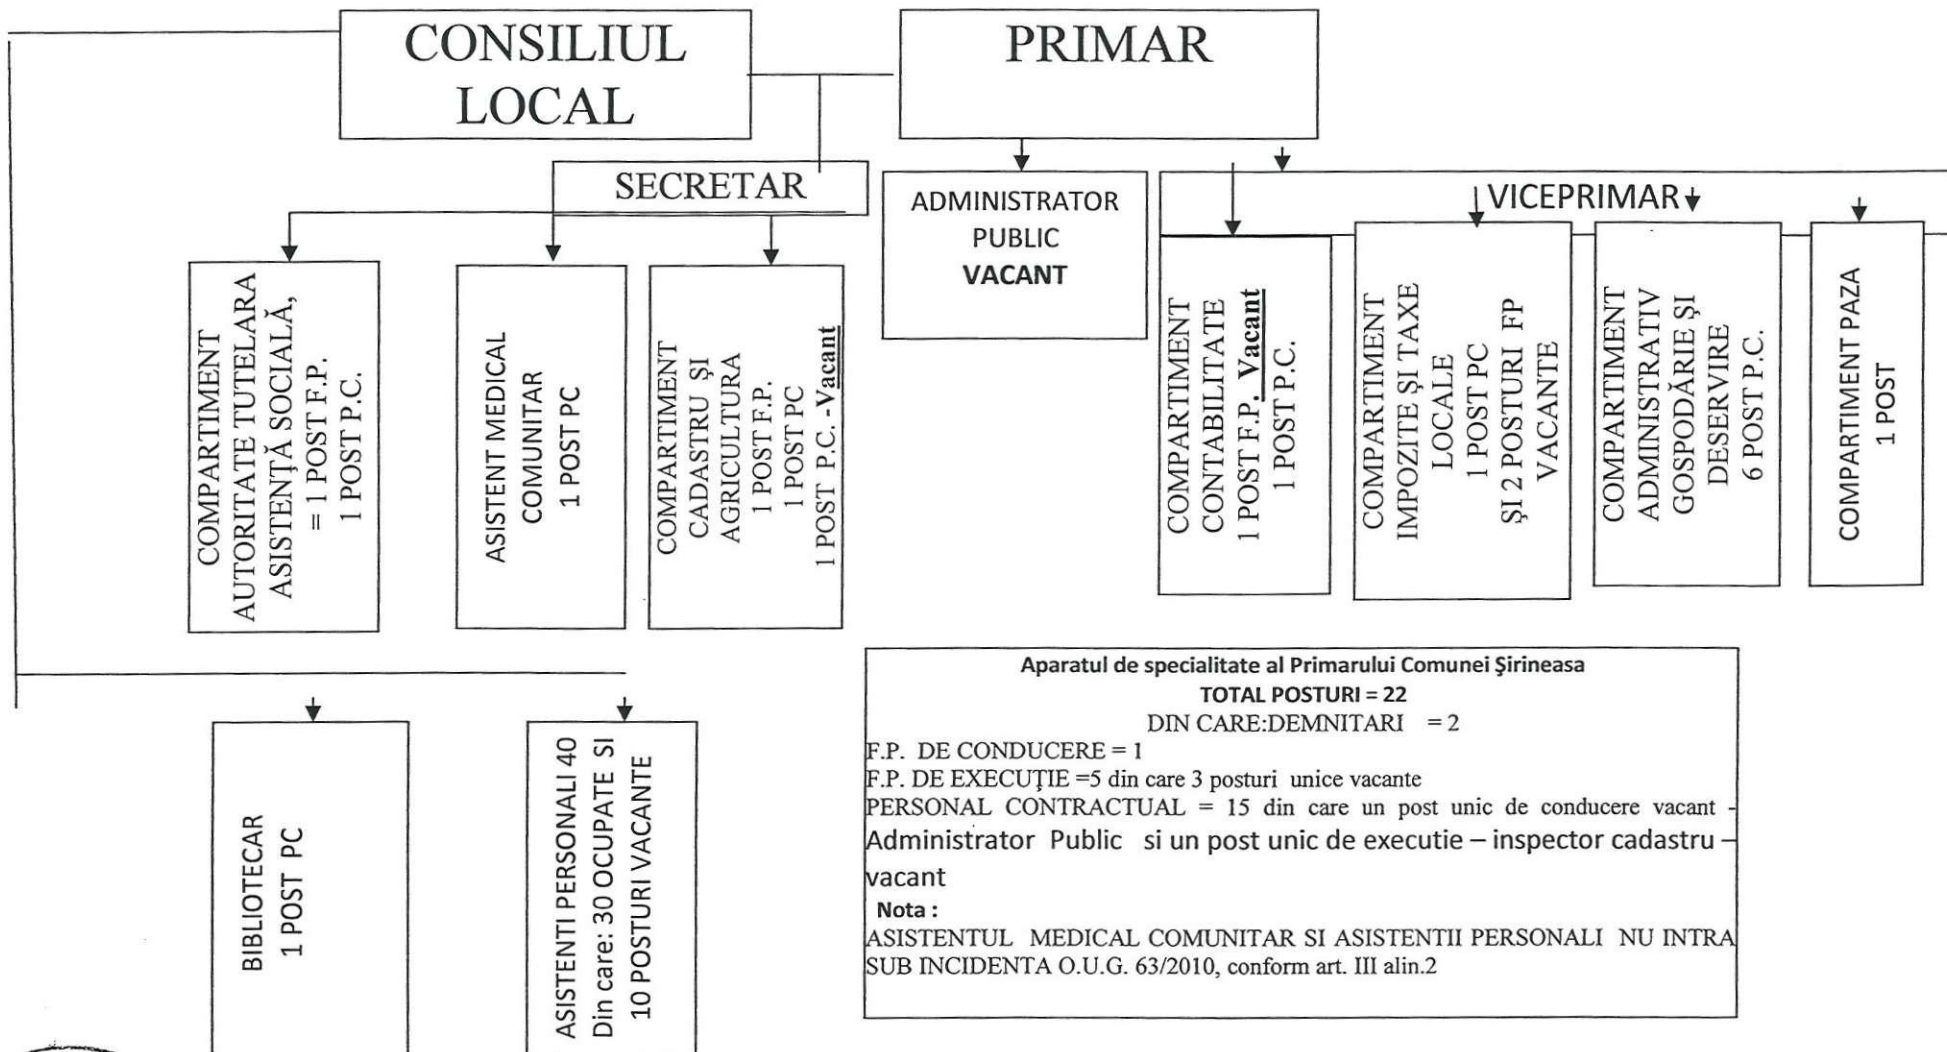 CONSILIUL
LOCAL
PRIMAR
SECRETAR
ADMINISTRATOR
PUBLIC
VACANT
VICEPRIMAR
COMPARTIMENT
AUTORITATE TUTELARA
ASISTENŢĂ SOCIALĂ,
= 1 POST F.P.
1 POST P.C.
ASISTENT MEDICAL
COMUNITAR
1 POST PC
COMPARTIMENT
CADASTRU ŞI
AGRICULTURA
1 POST F.P.
1 POST PC
1 POST P.C. -Vacant
COMPARTIMENT
CONTABILITATE
1 POST F.P. Vacant
1 POST P.C.
COMPARTIMENT
IMPOZITE ŞI TAXE
LOCALE
1 POST PC
ŞI 2 POSTURI FP
VACANTE
COMPARTIMENT
ADMINISTRATIV
GOSPODĂRIE ŞI
DESERVIRE
6 POST P.C.
COMPARTIMENT PAZA
1 POST
BIBLIOTECAR
1 POST PC
ASISTENTI PERSONALI 40
Din care: 30 OCUPATE SI
10 POSTURI VACANTE
Aparatul de specialitate al Primarului Comunei Şirineasa
TOTAL POSTURI = 22
DIN CARE:DEMNITARI = 2
F.P. DE CONDUCERE = 1
F.P. DE EXECUŢIE =5 din care 3 posturi unice vacante
PERSONAL CONTRACTUAL = 15 din care un post unic de conducere vacant -
Administrator Public si un post unic de executie – inspector cadastru –
vacant
Nota :
ASISTENTUL MEDICAL COMUNITAR SI ASISTENTII PERSONALI NU INTRA
SUB INCIDENTA O.U.G. 63/2010, conform art. III alin.2